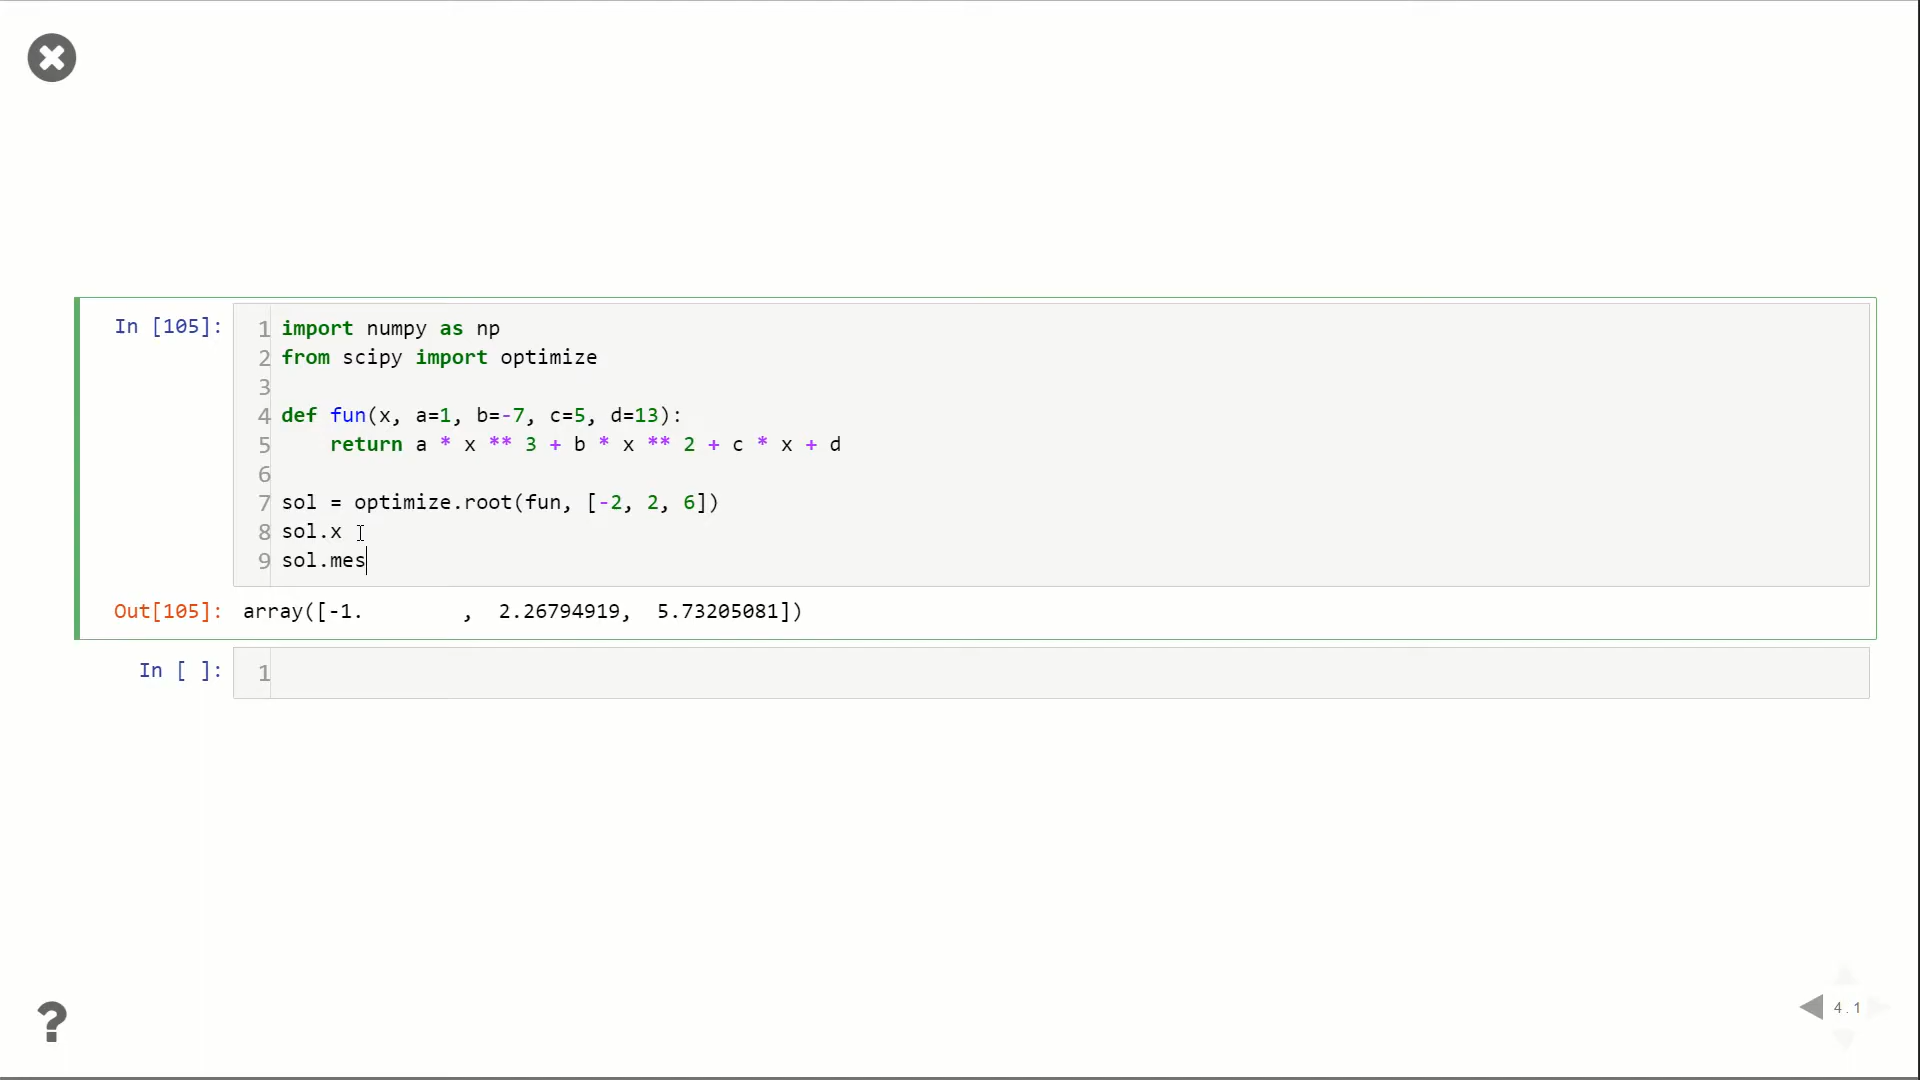 In [105]:
1 import numpy as np
2 from scipy import optimize
3
4 def fun(x, a=1, b=-7, c=5, d=13):
5     return a * x ** 3 + b * x ** 2 + c * x + d
6
7 sol = optimize.root(fun, [-2, 2, 6])
8 sol.x
9 sol.mes
Out[105]: array([-1.        ,  2.26794919,  5.73205081])
In [ ]: 1
?
4.1